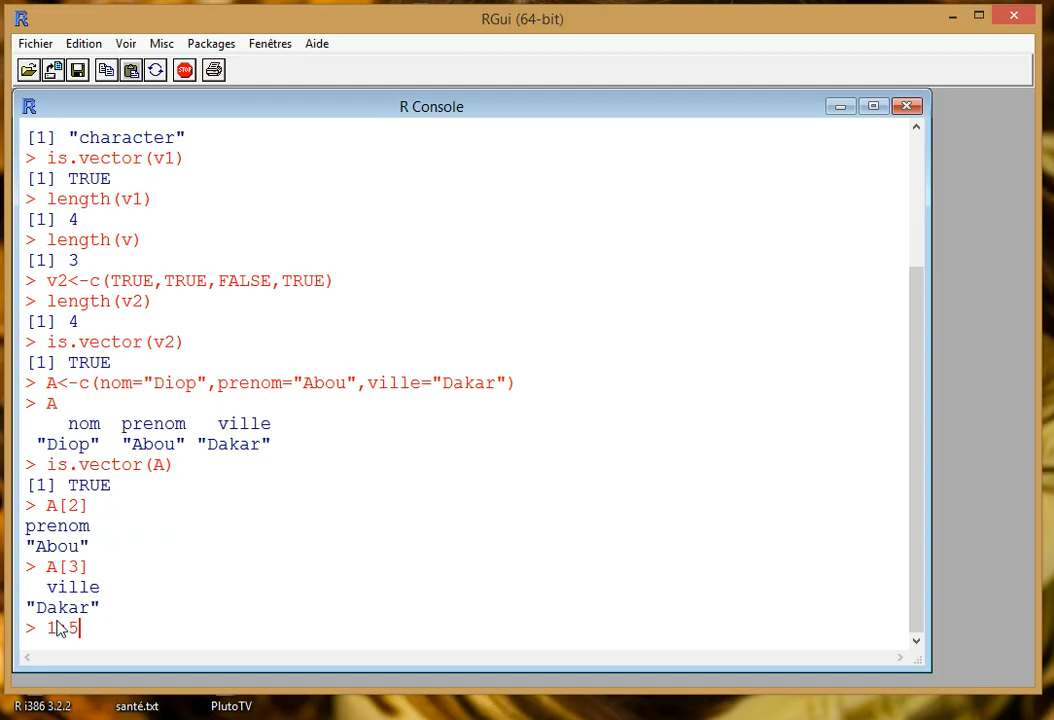 RGui (64-bit)
Fichier Edition Voir Misc Packages Fenêtres Aide
STOP
R Console
[1] "character"
> is.vector(v1)
[1] TRUE
> length(v1)
[1] 4
> length(v)
[1] 3
> v2<-c(TRUE,TRUE,FALSE,TRUE)
> length(v2)
[1] 4
> is.vector(v2)
[1] TRUE
> A<-c(nom="Diop",prenom="Abou",ville="Dakar")
> A
nom prenom ville
"Diop" "Abou" "Dakar"
> is.vector(A)
[1] TRUE
> A[2]
prenom
"Abou"
> A[3]
ville
"Dakar"
>
R i386 3.2.2 santé.txt PlutoTV